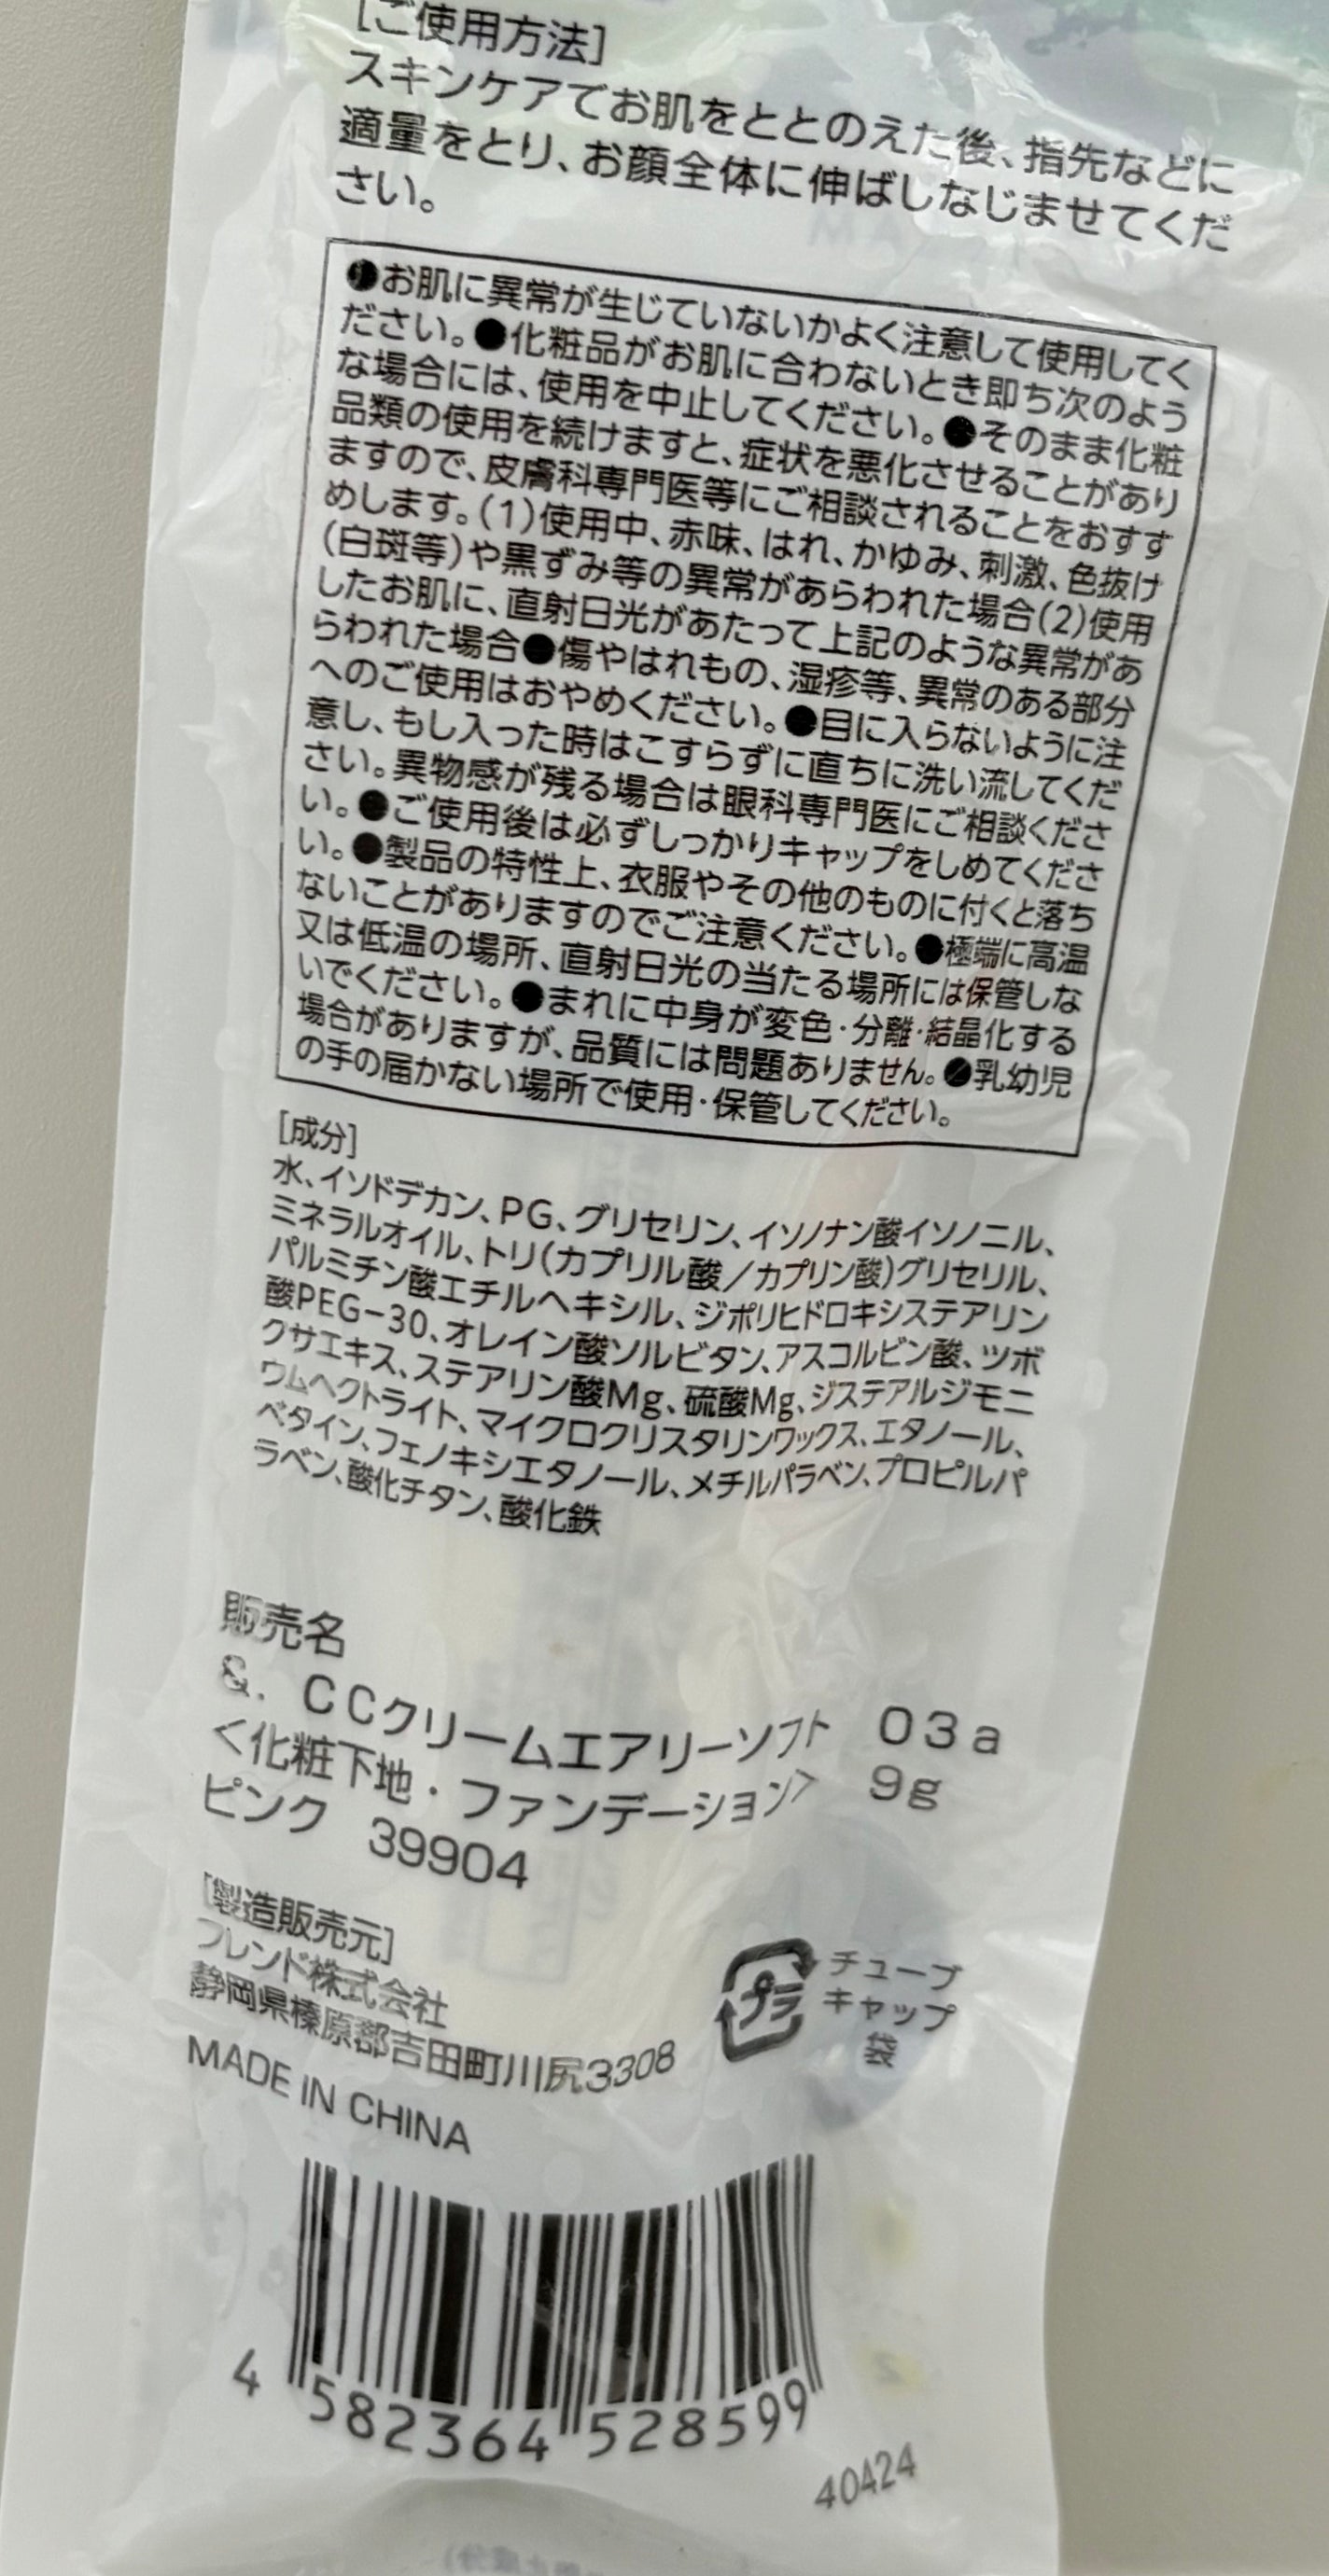 [ご使用方法]
スキンケアでお肌をととのえた後、指先などに
適量をとり、お顔全体に伸ばしなじませてくだ
さい。
●お肌に異常が生じていないかよく注意して使用してく
ださい。●化粧品がお肌に合わないとき即ち次のよう
な場合には、使用を中止してください。●そのまま化粧
品類の使用を続けますと、症状を悪化させることがあり
ますので、皮膚科専門医等にご相談されることをおすす
めします。(1)使用中、赤味、はれ、かゆみ、刺激、色抜け
(白斑等)や黒ずみ等の異常があらわれた場合(2)使用
したお肌に、直射日光があたって上記のような異常があ
らわれた場合●傷やはれもの、湿疹等、異常のある部分
へのご使用はおやめください。●目に入らないように注
意し、もし入った時はこすらずに直ちに洗い流してくだ
さい。異物感が残る場合は眼科専門医にご相談くださ
い。●ご使用後は必ずしっかりキャップをしめてくださ
い。●製品の特性上、衣服やその他のものに付くと落ち
ないことがありますのでご注意ください。●極端に高温
又は低温の場所、直射日光の当たる場所には保管しな
いでください。●まれに中身が変色・分離・結晶化する
場合がありますが、品質には問題ありません。●乳幼児
の手の届かない場所で使用・保管してください。
[成分]
水、イソドデカン、PG、グリセリン、イソノナン酸イソノニル、
ミネラルオイル、トリ(カプリル酸/カプリン酸)グリセリル、
パルミチン酸エチルヘキシル、ジポリヒドロキシステアリン
酸PEG-30、オレイン酸ソルビタン、アスコルビン酸、ツボ
クサエキス、ステアリン酸Mg、硫酸Mg、ジステアルジモニ
ウムヘクトライト、マイクロクリスタリンワックス、エタノール、
ベタイン、フェノキシエタノール、メチルパラベン、プロピルパ
ラベン、酸化チタン、酸化鉄
販売名
&. CCクリームエアリーソフト 03a
<化粧下地・ファンデーション> 9g
ピンク 39904
[製造販売元]
フレンド株式会社
静岡県榛原郡吉田町川尻3308
MADE IN CHINA
プラ
チューブ
キャップ
袋
4 582364 528599
40424